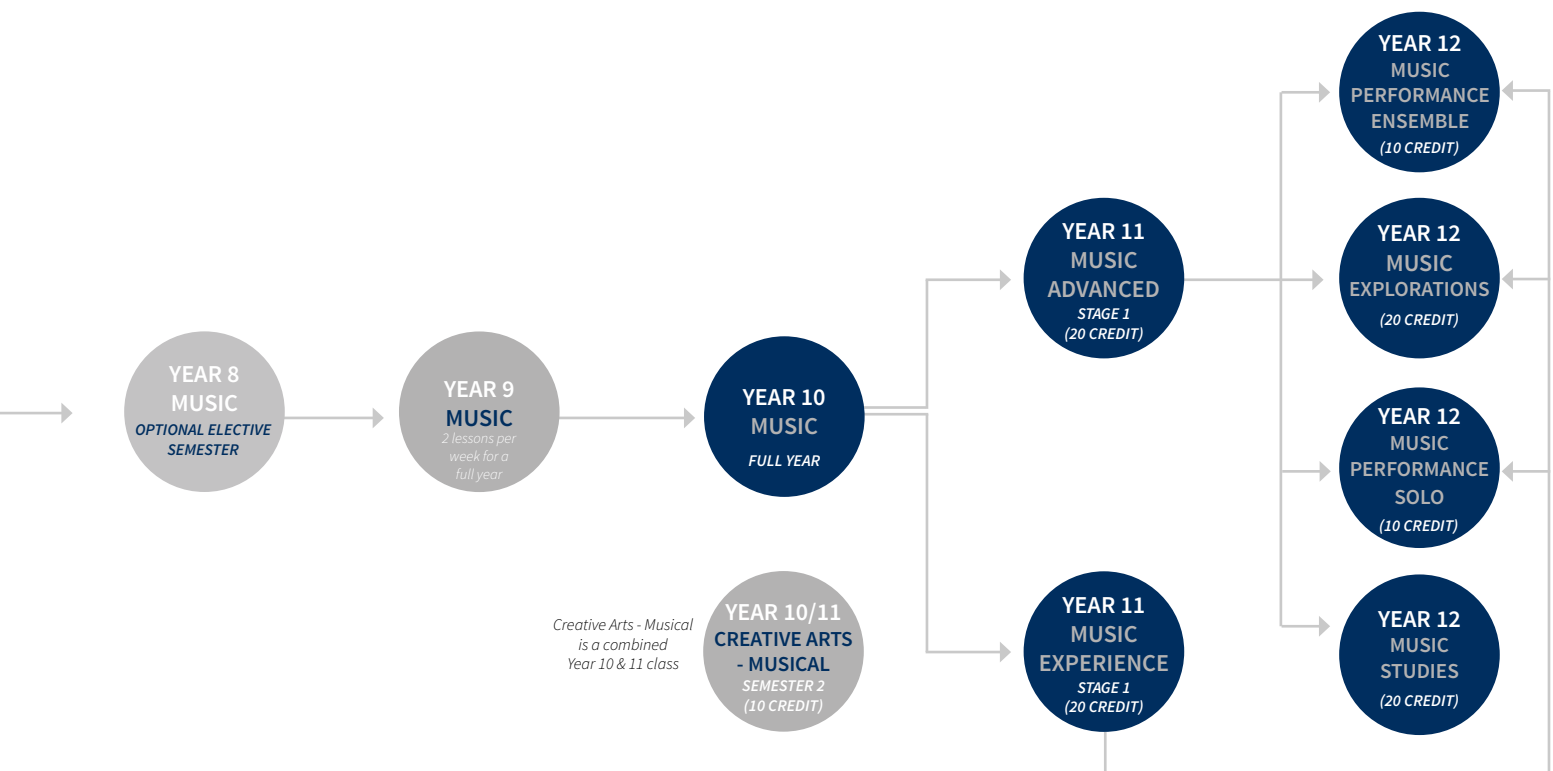 YEAR 8
MUSIC
OPTIONAL ELECTIVE
SEMESTER
YEAR 9
MUSIC
2 lessons per
week for a
full year
YEAR 10
MUSIC
FULL YEAR
Creative Arts - Musical
is a combined
Year 10 & 11 class
YEAR 10/11
CREATIVE ARTS
- MUSICAL
SEMESTER 2
(10 CREDIT)
YEAR 11
MUSIC
ADVANCED
STAGE 1
(20 CREDIT)
YEAR 11
MUSIC
EXPERIENCE
STAGE 1
(20 CREDIT)
YEAR 12
MUSIC
PERFORMANCE
ENSEMBLE
(10 CREDIT)
YEAR 12
MUSIC
EXPLORATIONS
(20 CREDIT)
YEAR 12
MUSIC
PERFORMANCE
SOLO
(10 CREDIT)
YEAR 12
MUSIC
STUDIES
(20 CREDIT)